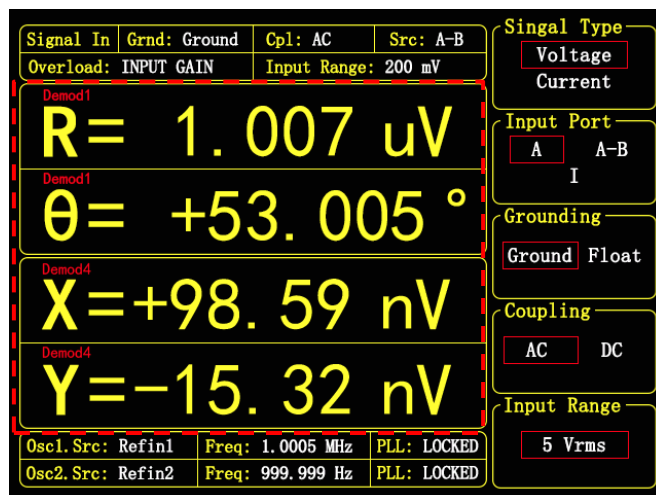 Signal In Grnd: Ground Cpl: AC Src: A-B
Overload: INPUT GAIN Input Range: 200 mV
Demod1
R= 1.007 uV
Demod1
θ= +53.005 °
Demod4
X=+98.59 nV
Demod4
Y=-15.32 nV
Osc1.Src: Refin1 Freq: 1.0005 MHz PLL: LOCKED
Osc2.Src: Refin2 Freq: 999.999 Hz PLL: LOCKED
Singal Type
Voltage
Current
Input Port
A A-B
I
Grounding
Ground Float
Coupling
AC DC
Input Range
5 Vrms